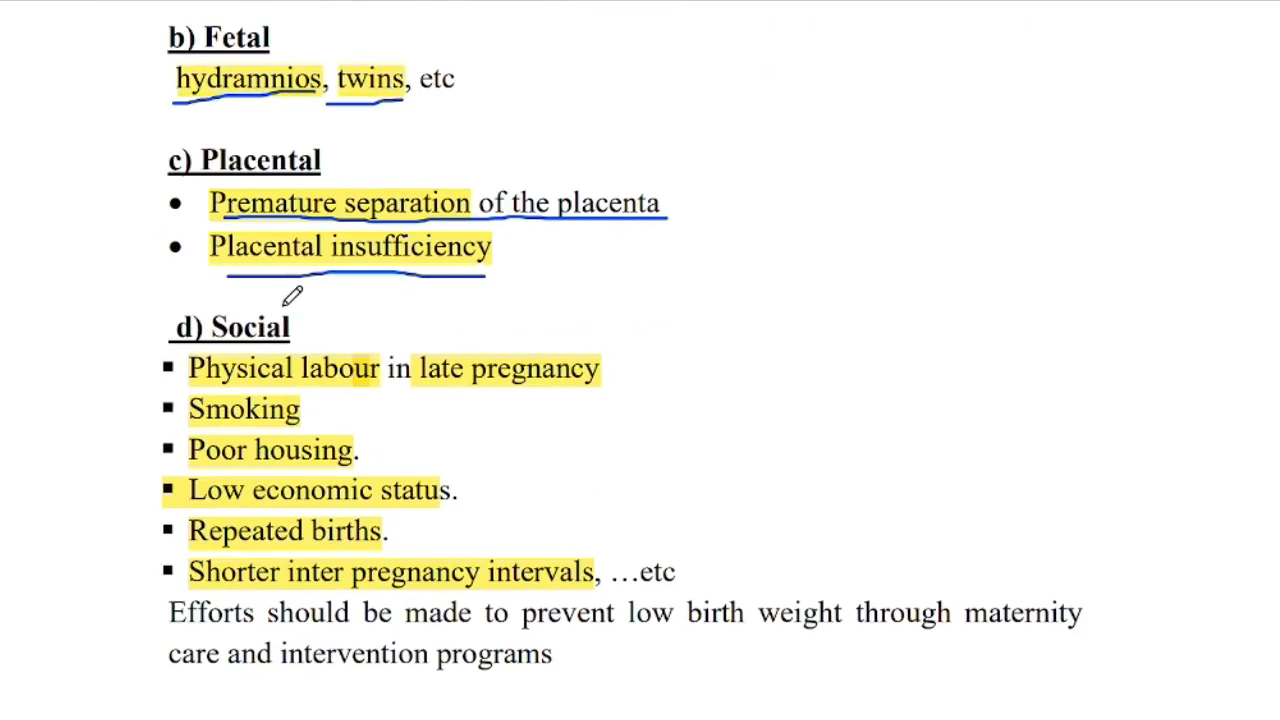 b) Fetal
hydramnios, twins, etc
c) Placental
• Premature separation of the placenta
• Placental insufficiency
d) Social
▪ Physical labour in late pregnancy
▪ Smoking
▪ Poor housing.
▪ Low economic status.
▪ Repeated births.
▪ Shorter inter pregnancy intervals, …etc
Efforts should be made to prevent low birth weight through maternity
care and intervention programs